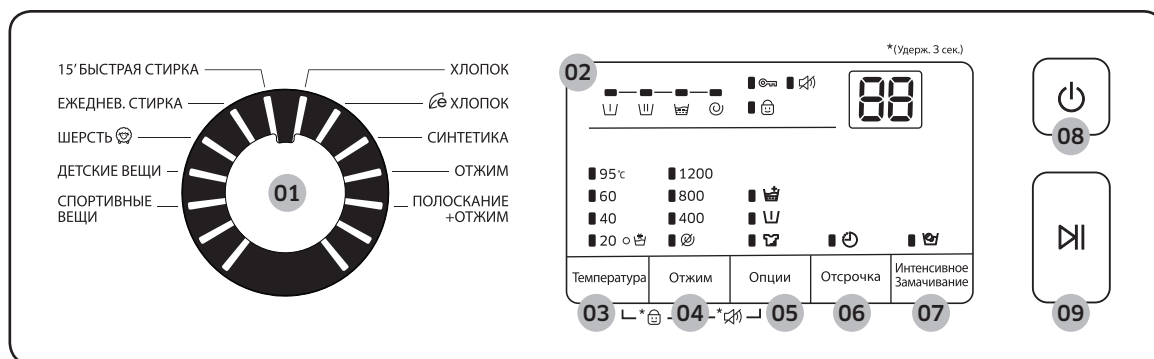 *(Удерж. 3 сек.)
02
88
08
15’ БЫСТРАЯ СТИРКА
ЕЖЕДНЕВ. СТИРКА
ШЕРСТЬ
ДЕТСКИЕ ВЕЩИ
СПОРТИВНЫЕ
ВЕЩИ
01
ХЛОПОК
e ХЛОПОК
СИНТЕТИКА
ОТЖИМ
ПОЛОСКАНИЕ
+ОТЖИМ
95℃
60
40
20
1200
800
400
Температура
Отжим
Опции
Отсрочка
Интенсивное
Замачивание
03
*
04
*
05
06
07
09